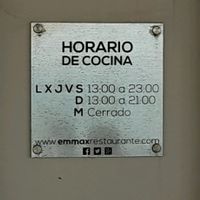 HORARIO
DE COCINA
L X J V S 13:00 a 23:00
D 13:00 a 21:00
M Cerrado
www.emmaxrestaurante.com